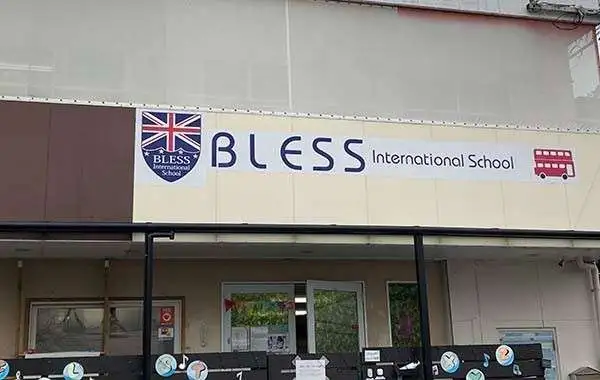 BLESS
International
School
BLESS International School